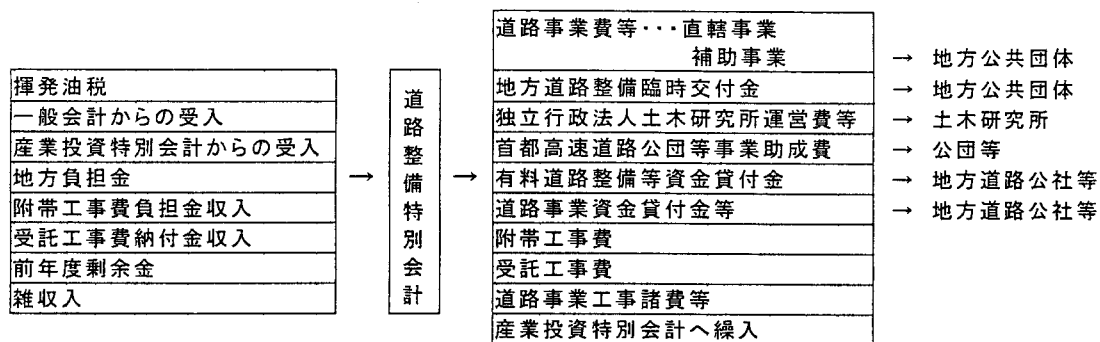 揮発油税
一般会計からの受入
産業投資特別会計からの受入
地方負担金
附帯工事費負担金収入
受託工事費納付金収入
前年度剰余金
雑収入
→
道路整備特別会計
→
道路事業費等・・・直轄事業
補助事業 → 地方公共団体
地方道路整備臨時交付金 → 地方公共団体
独立行政法人土木研究所運営費等 → 土木研究所
首都高速道路公団等事業助成費 → 公団等
有料道路整備等資金貸付金 → 地方道路公社等
道路事業資金貸付金等 → 地方道路公社等
附帯工事費
受託工事費
道路事業工事諸費等
産業投資特別会計へ繰入